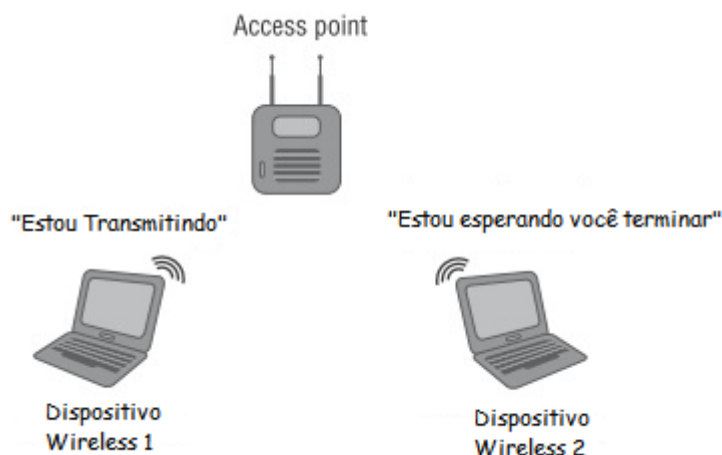 Access point
"Estou Transmitindo"
"Estou esperando você terminar"
Dispositivo
Wireless 1
Dispositivo
Wireless 2